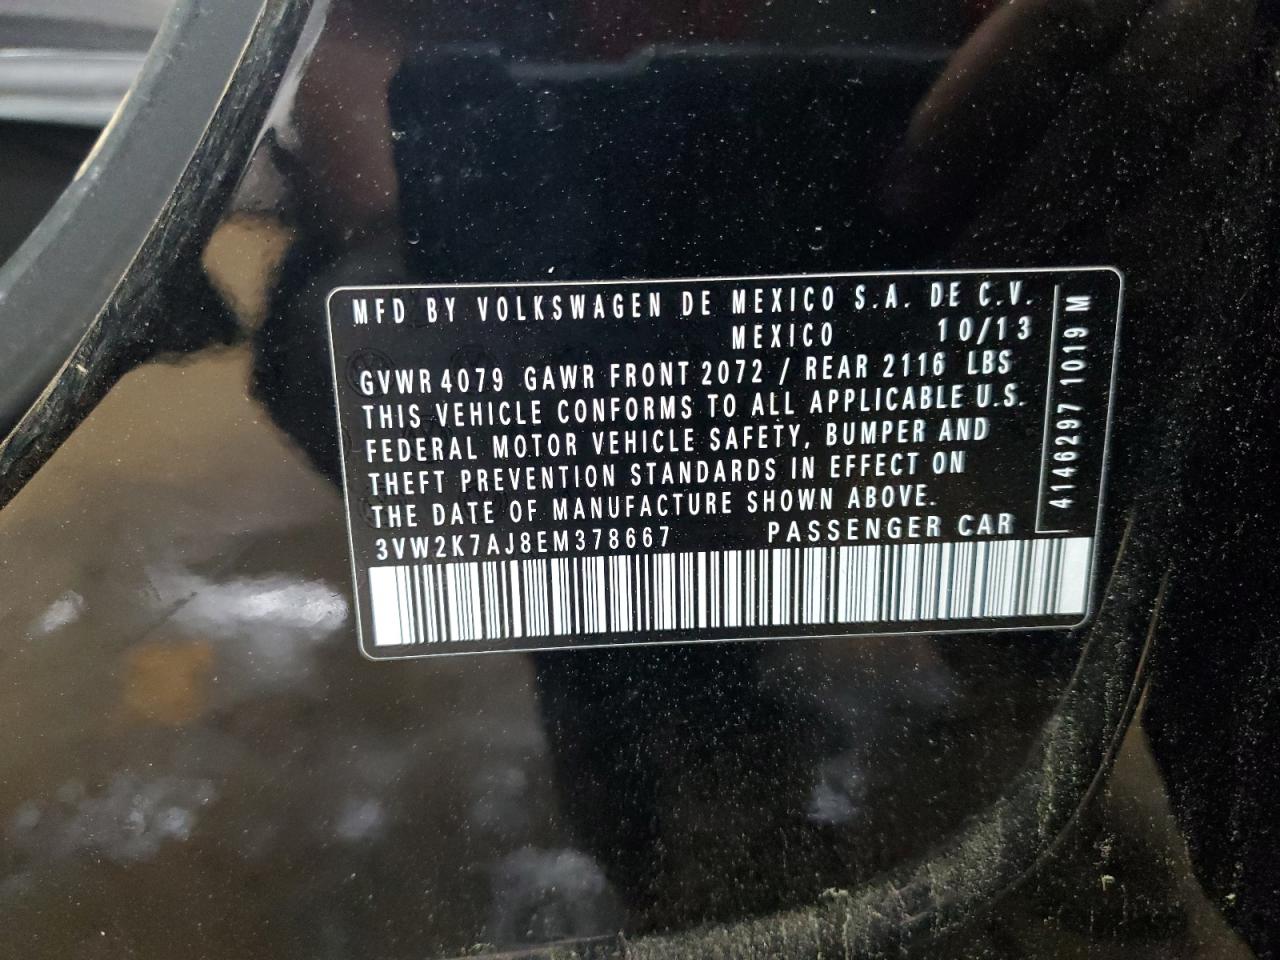 MFD BY VOLKSWAGEN DE MEXICO S.A. DE C.V.
MEXICO 10/13
GVWR 4079 GAWR FRONT 2072 / REAR 2116 LBS
THIS VEHICLE CONFORMS TO ALL APPLICABLE U.S.
FEDERAL MOTOR VEHICLE SAFETY, BUMPER AND
THEFT PREVENTION STANDARDS IN EFFECT ON
THE DATE OF MANUFACTURE SHOWN ABOVE.
3VW2K7AJ8EM378667 PASSENGER CAR
4146297 1019 M